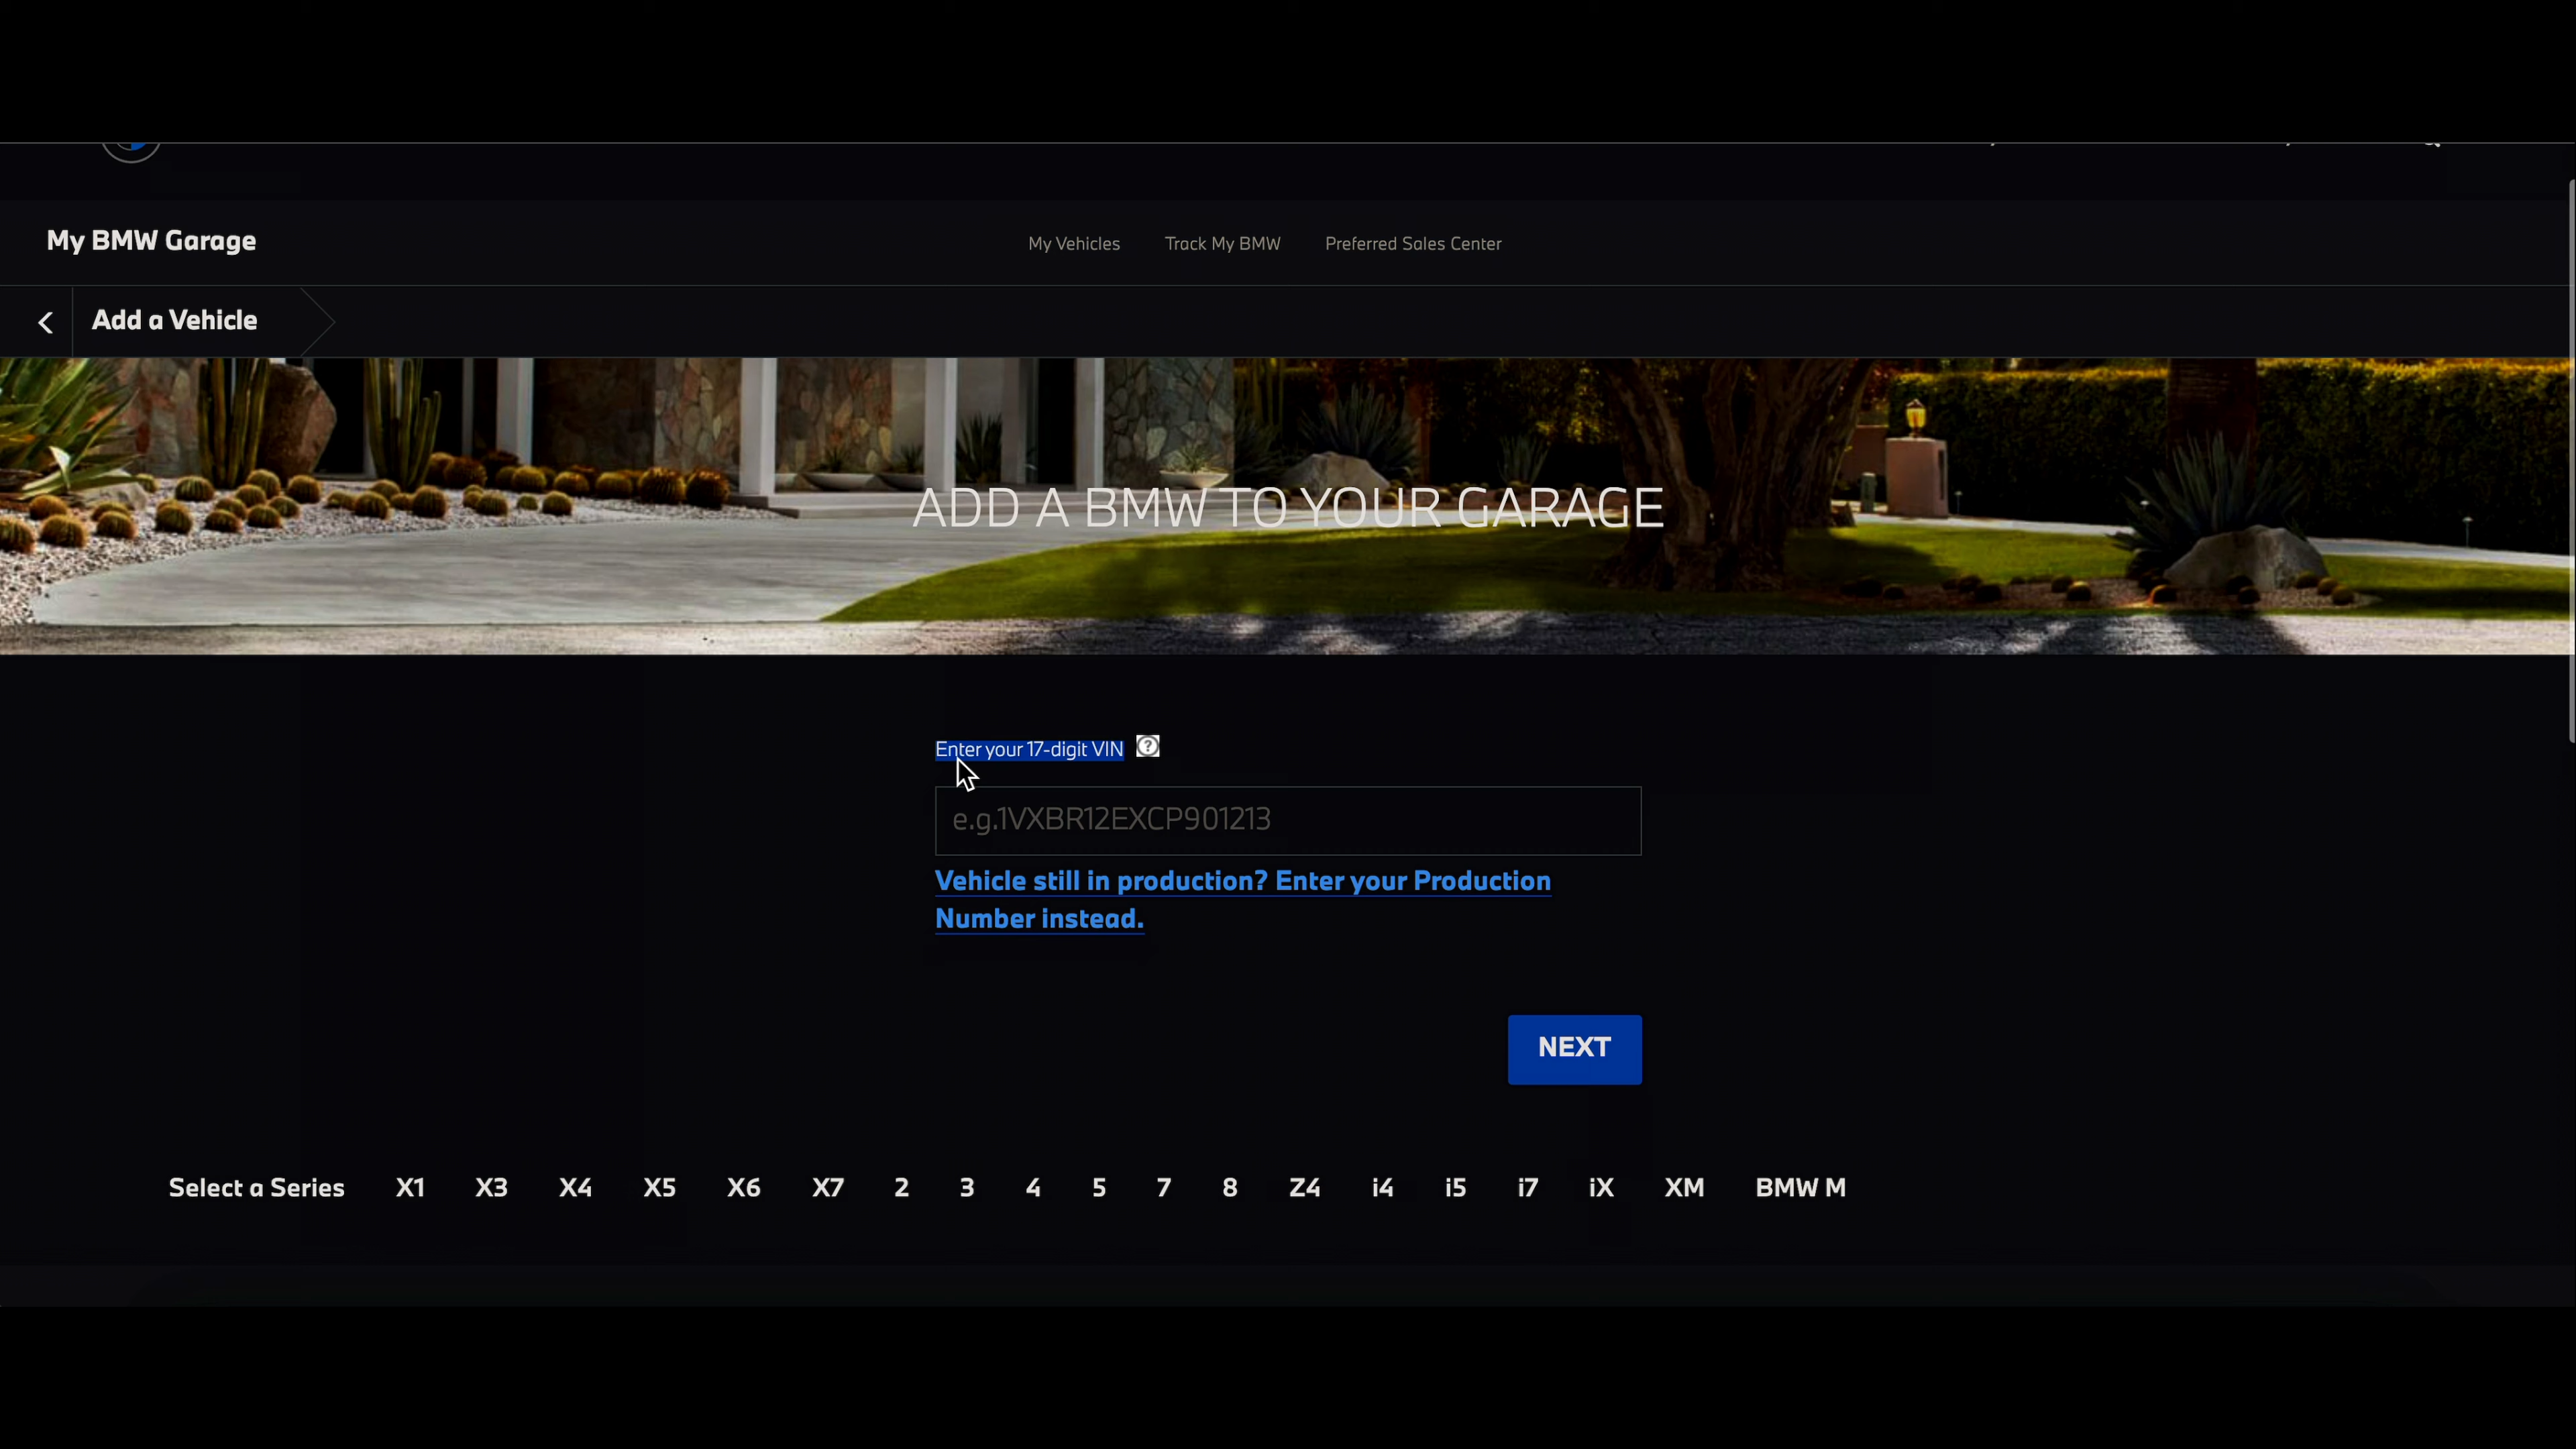 My BMW Garage
My Vehicles
Track My BMW
Preferred Sales Center
Add a Vehicle
ADD A BMW TO YOUR GARAGE
Enter your 17-digit VIN
e.g.1VXBR12EXCP901213
Vehicle still in production? Enter your Production
Number instead.
NEXT
Select a Series X1 X3 X4 X5 X6 X7 2 3 4 5 7 8 Z4 i4 i5 i7 iX XM BMW M